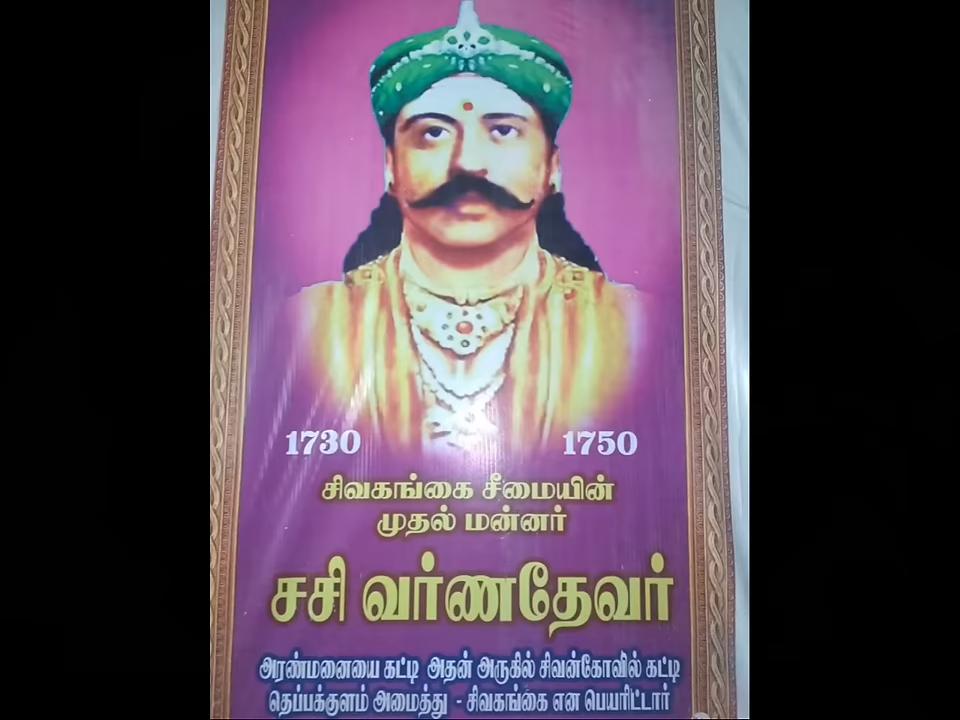 1730 1750
சிவகங்கை சீமையின்
முதல் மன்னர்
சசி வர்ணதேவர்
அரண்மனையை கட்டி அதன் அருகில் சிவன்கோவில் கட்டி
தெப்பக்குளம் அமைத்து - சிவகங்கை என பெயரிட்டார்